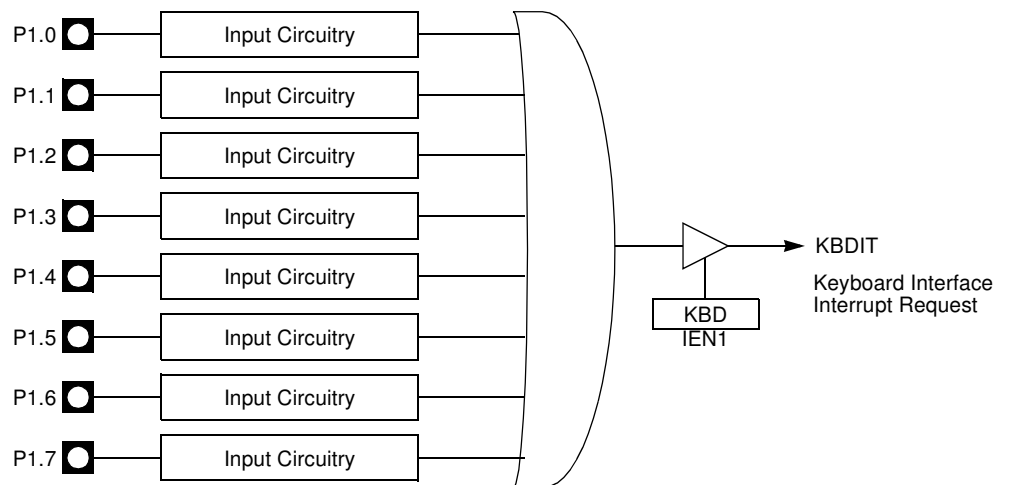 P1.0 Input Circuitry
P1.1 Input Circuitry
P1.2 Input Circuitry
P1.3 Input Circuitry
P1.4 Input Circuitry
P1.5 Input Circuitry
P1.6 Input Circuitry
P1.7 Input Circuitry
KBDIT
Keyboard Interface
Interrupt Request
KBD
IEN1